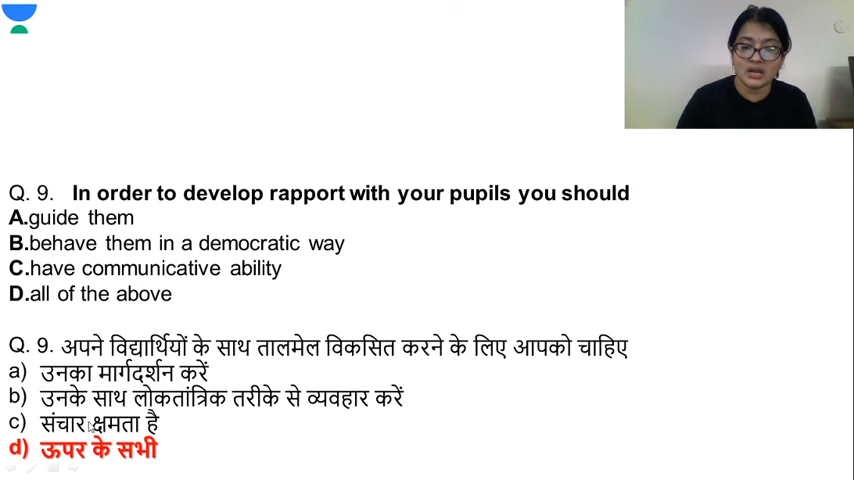 Q. 9. In order to develop rapport with your pupils you should
A.guide them
B.behave them in a democratic way
C.have communicative ability
D.all of the above
Q. 9. अपने विद्यार्थियों के साथ तालमेल विकसित करने के लिए आपको चाहिए
a) उनका मार्गदर्शन करें
b) उनके साथ लोकतांत्रिक तरीके से व्यवहार करें
c) संचार क्षमता है
d) ऊपर के सभी